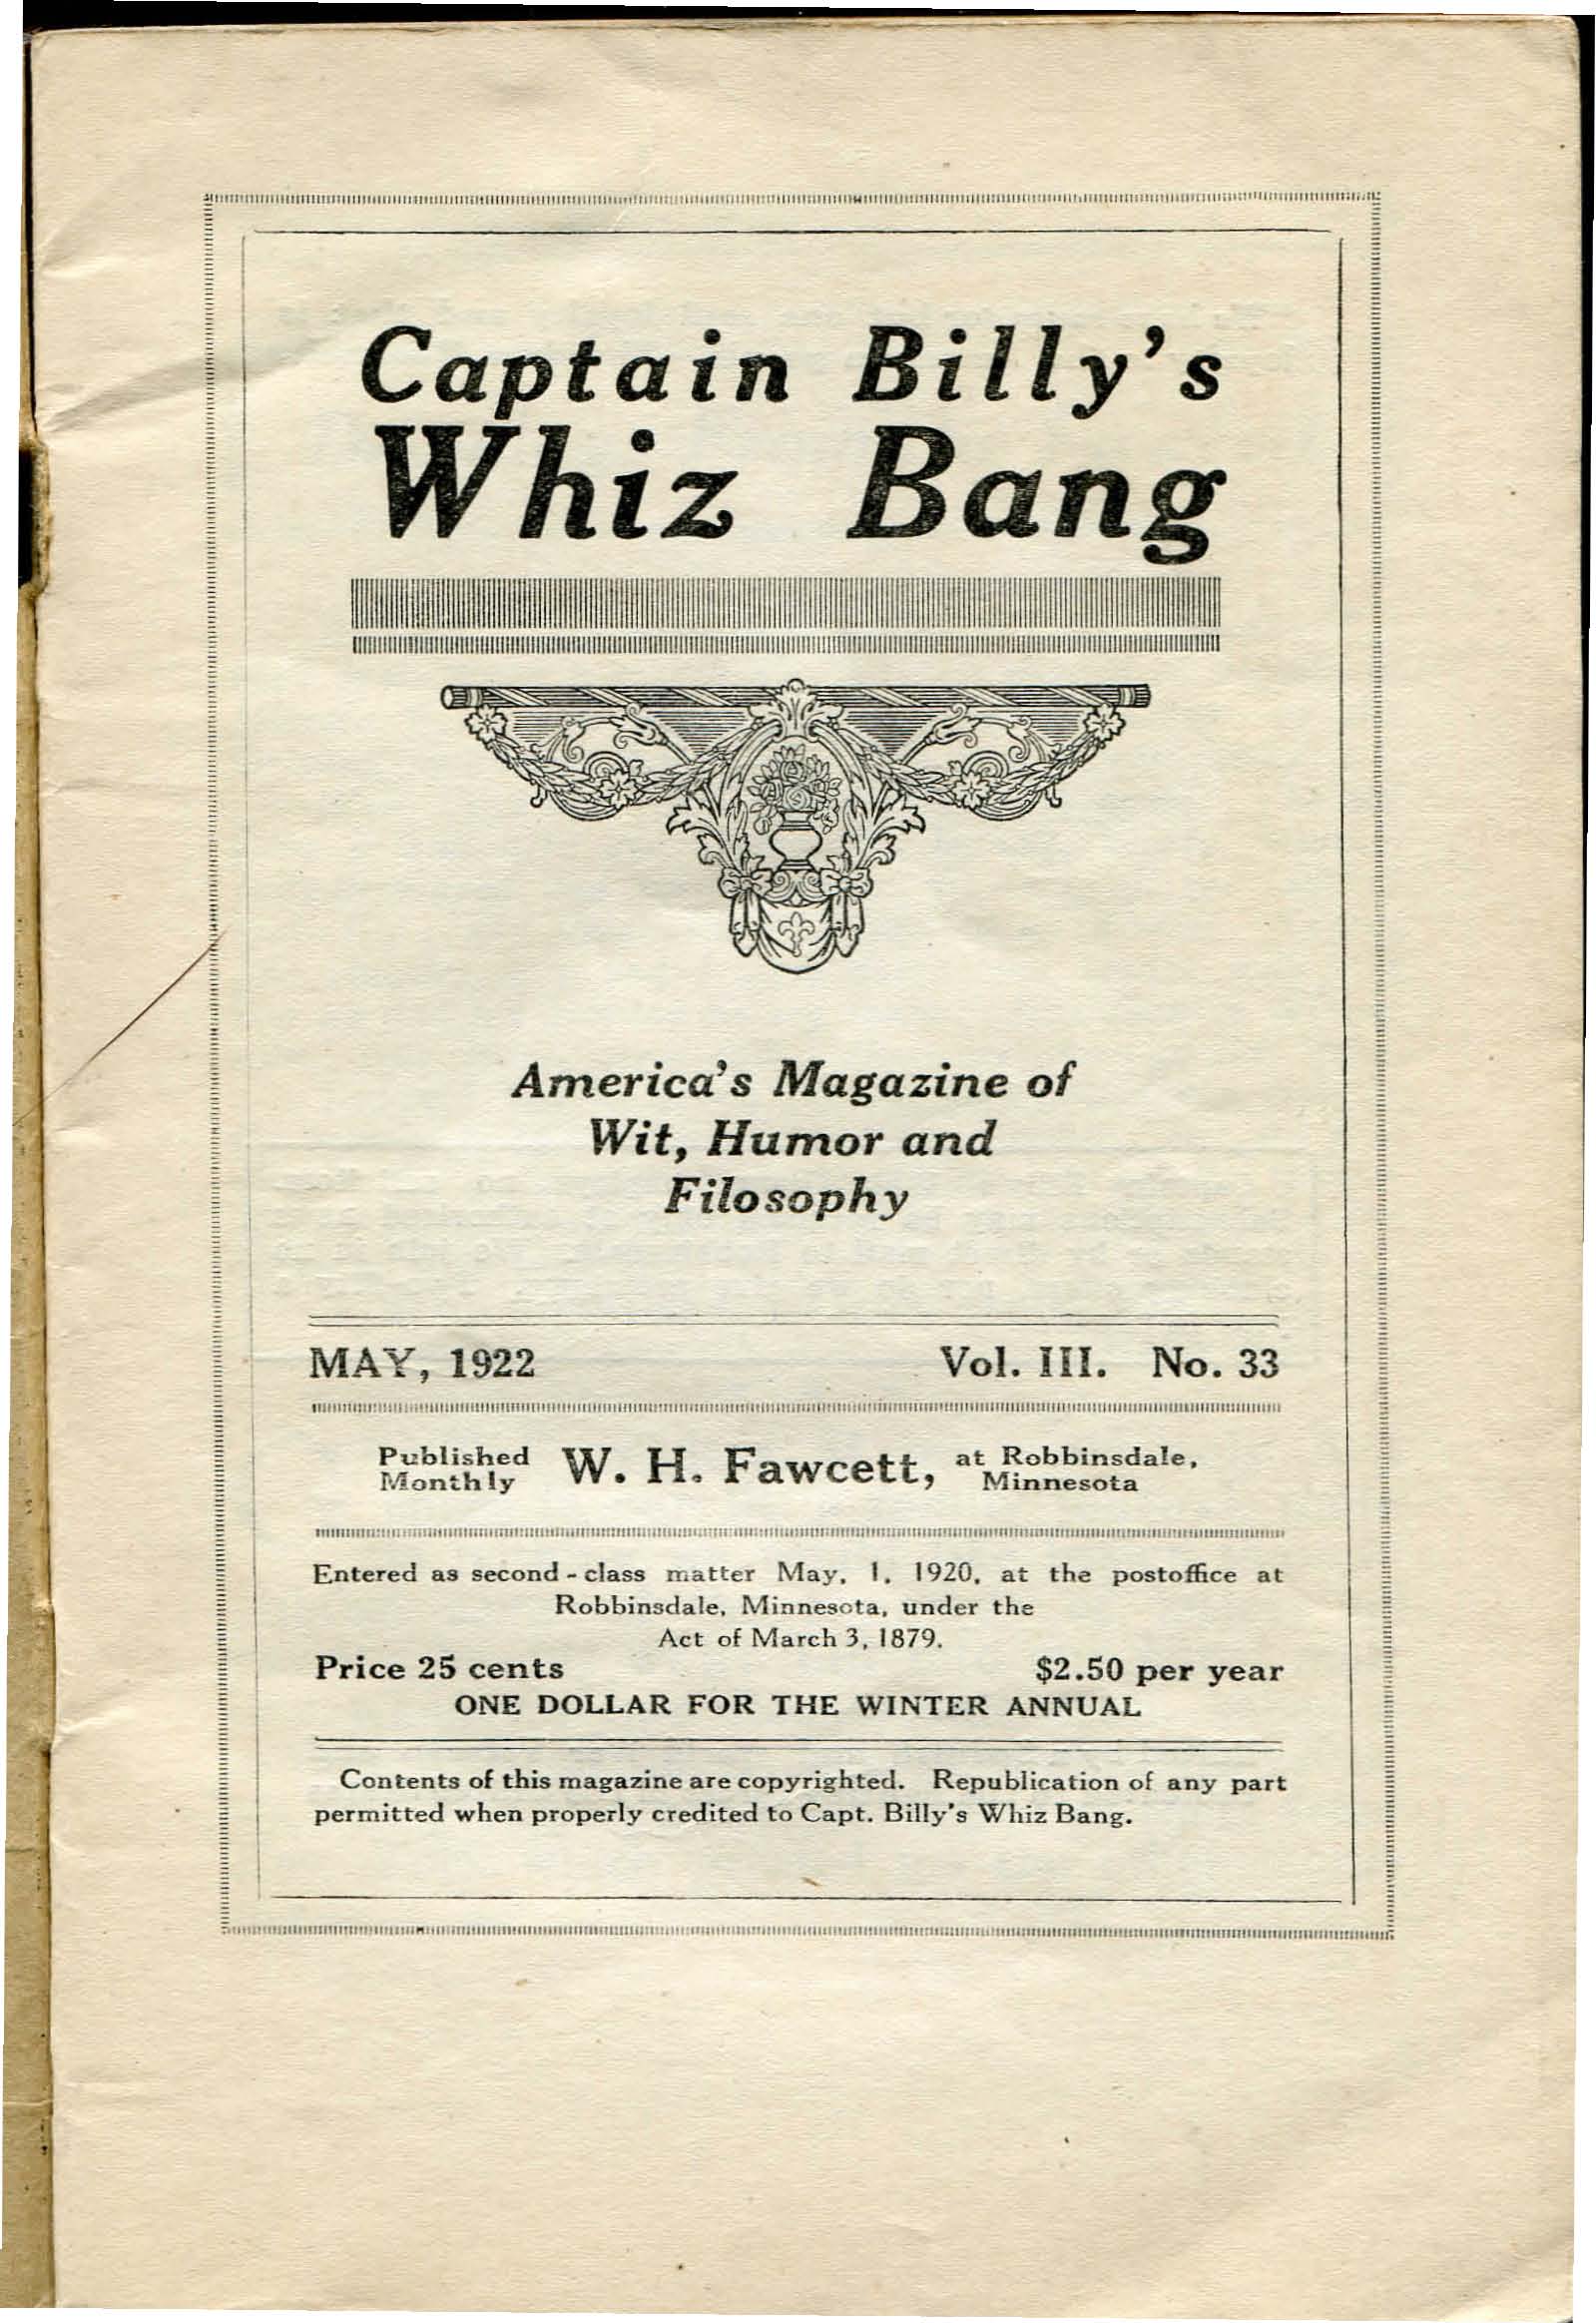 Captain Billy's
Whiz Bang
America's Magazine of
Wit, Humor and
Filosophy
MAY, 1922 Vol. III. No. 33
Published Monthly W. H. Fawcett, at Robbinsdale, Minnesota
Entered as second-class matter May, 1, 1920, at the postoffice at
Robbinsdale, Minnesota, under the
Act of March 3, 1879.
Price 25 cents $2.50 per year
ONE DOLLAR FOR THE WINTER ANNUAL
Contents of this magazine are copyrighted. Republication of any part
permitted when properly credited to Capt. Billy's Whiz Bang.